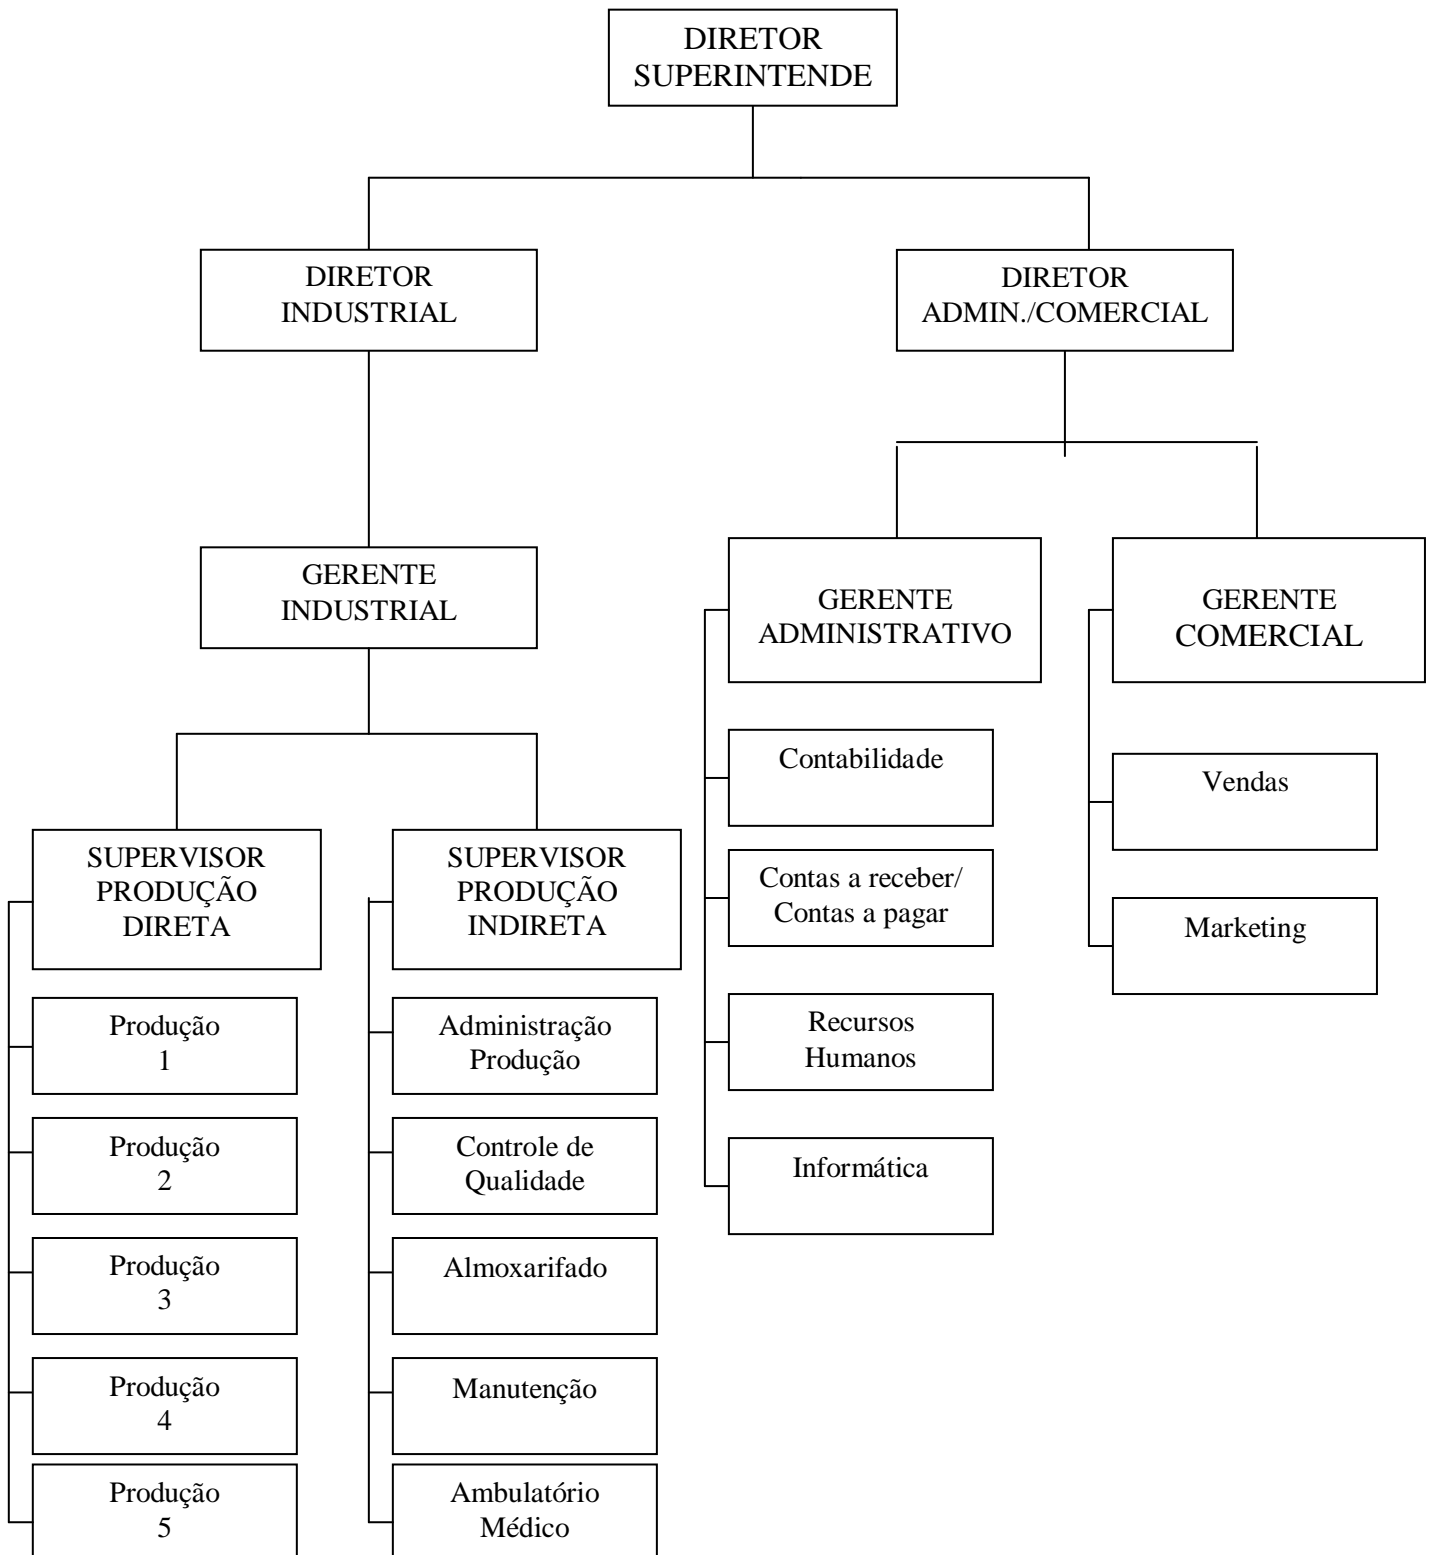 DIRETOR
SUPERINTENDE
DIRETOR
INDUSTRIAL
DIRETOR
ADMIN./COMERCIAL
GERENTE
INDUSTRIAL
GERENTE
ADMINISTRATIVO
GERENTE
COMERCIAL
SUPERVISOR
PRODUÇÃO
DIRETA
Produção
1
Produção
2
Produção
3
Produção
4
Produção
5
SUPERVISOR
PRODUÇÃO
INDIRETA
Administração
Produção
Controle de
Qualidade
Almoxarifado
Manutenção
Ambulatório
Médico
Contabilidade
Contas a receber/
Contas a pagar
Recursos
Humanos
Informática
Vendas
Marketing